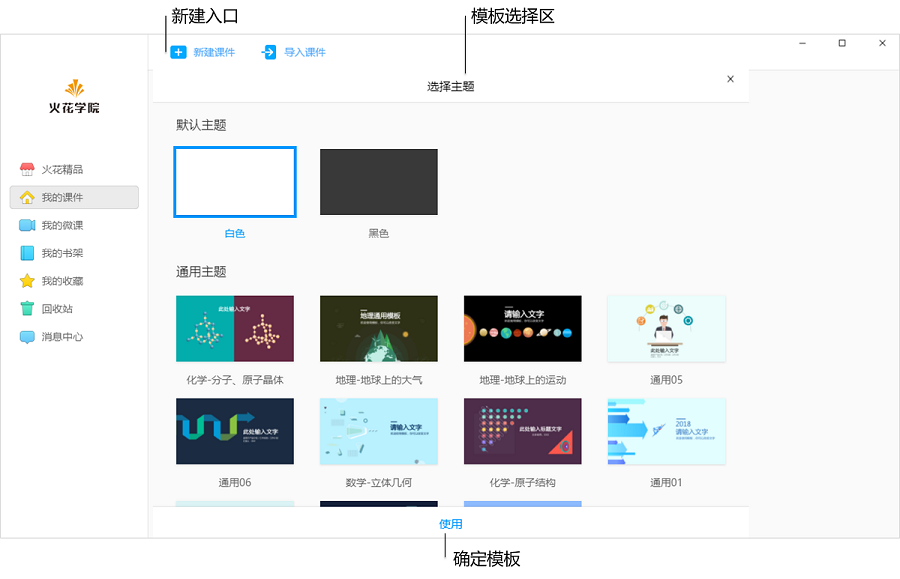 新建入口
模板选择区
新建课件
导入课件
选择主题
火花学院
火花精品
我的课件
我的微课
我的书架
我的收藏
回收站
消息中心
默认主题
白色
黑色
通用主题
此处输入文字
地理通用模板
请输入文字
此处输入文字
化学-分子、原子晶体
地理-地球上的大气
地理-地球上的运动
通用05
此处输入文字
请输入文字
此处输入标题文字
2018
请输入文字
通用06
数学-立体几何
化学-原子结构
通用01
使用
确定模板